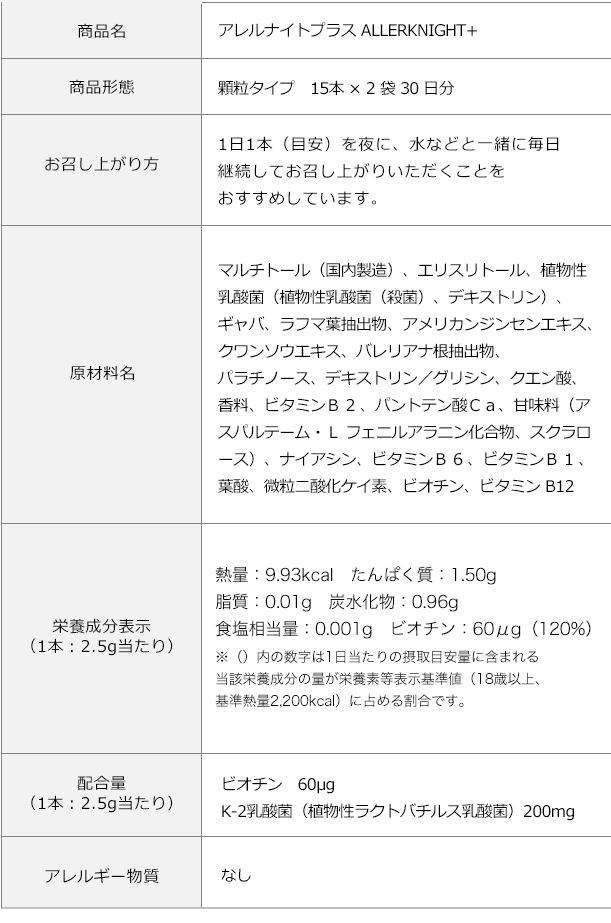 商品名
アレルナイトプラス ALLERKNIGHT+
商品形態
顆粒タイプ　15本 × 2 袋 30 日分
お召し上がり方
1日1本（目安）を夜に、水などと一緒に毎日
継続してお召し上がりいただくことを
おすすめしています。
原材料名
マルチトール（国内製造）、エリスリトール、植物性
乳酸菌（植物性乳酸菌（殺菌）、デキストリン）、
ギャバ、ラフマ葉抽出物、アメリカンジンセンエキス、
クワンソウエキス、バレリアナ根抽出物、
パラチノース、デキストリン／グリシン、クエン酸、
香料、ビタミンＢ２、パントテン酸Ｃａ、甘味料（ア
スパルテーム・Ｌ フェニルアラニン化合物、スクラロ
ース）、ナイアシン、ビタミンＢ６、ビタミンＢ１、
葉酸、微粒二酸化ケイ素、ビオチン、ビタミン B12
栄養成分表示
（1本：2.5g当たり）
熱量：9.93kcal　たんぱく質：1.50g
脂質：0.01g　炭水化物：0.96g
食塩相当量：0.001g　ビオチン：60μg（120%）
※（）内の数字は1日当たりの摂取目安量に含まれる
当該栄養成分の量が栄養素等表示基準値（18歳以上、
基準熱量2,200kcal）に占める割合です。
配合量
（1本：2.5g当たり）
ビオチン　60μg
K-2乳酸菌（植物性ラクトバチルス乳酸菌）200mg
アレルギー物質
なし